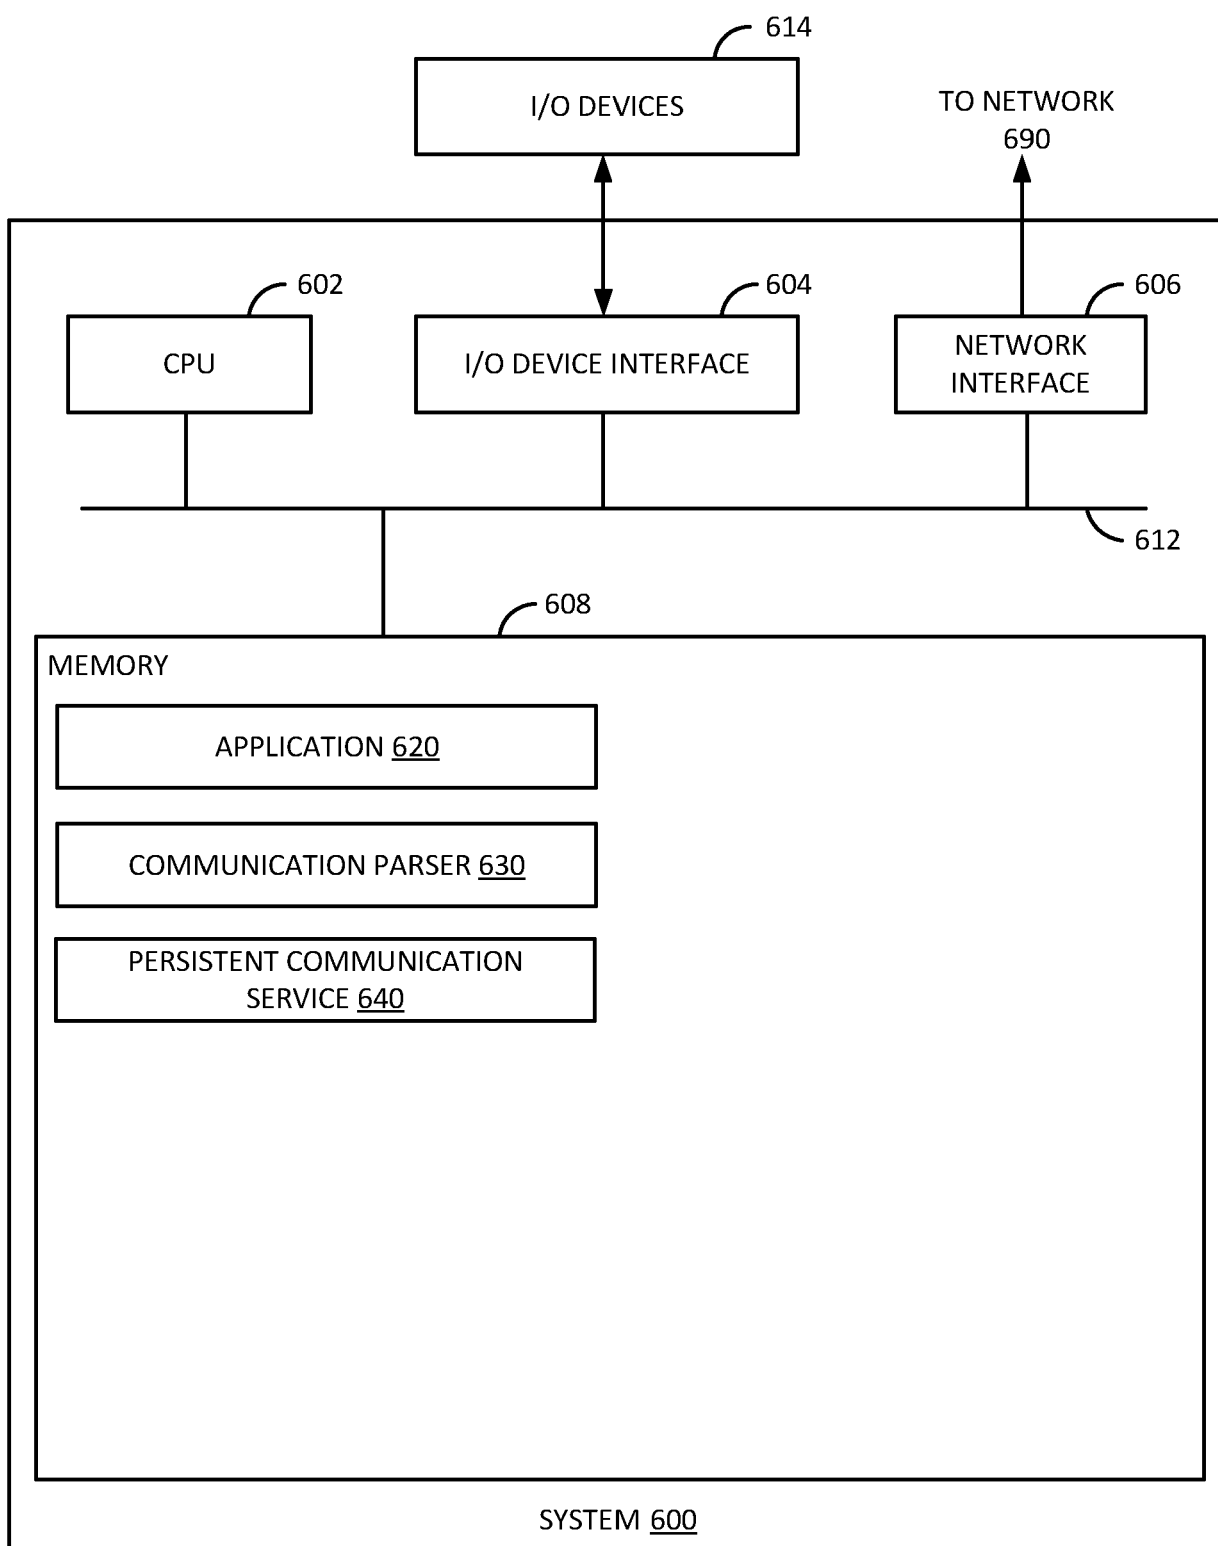 614
I/O DEVICES
TO NETWORK
690
602
604
606
CPU
I/O DEVICE INTERFACE
NETWORK
INTERFACE
612
608
MEMORY
APPLICATION 620
COMMUNICATION PARSER 630
PERSISTENT COMMUNICATION
SERVICE 640
SYSTEM 600